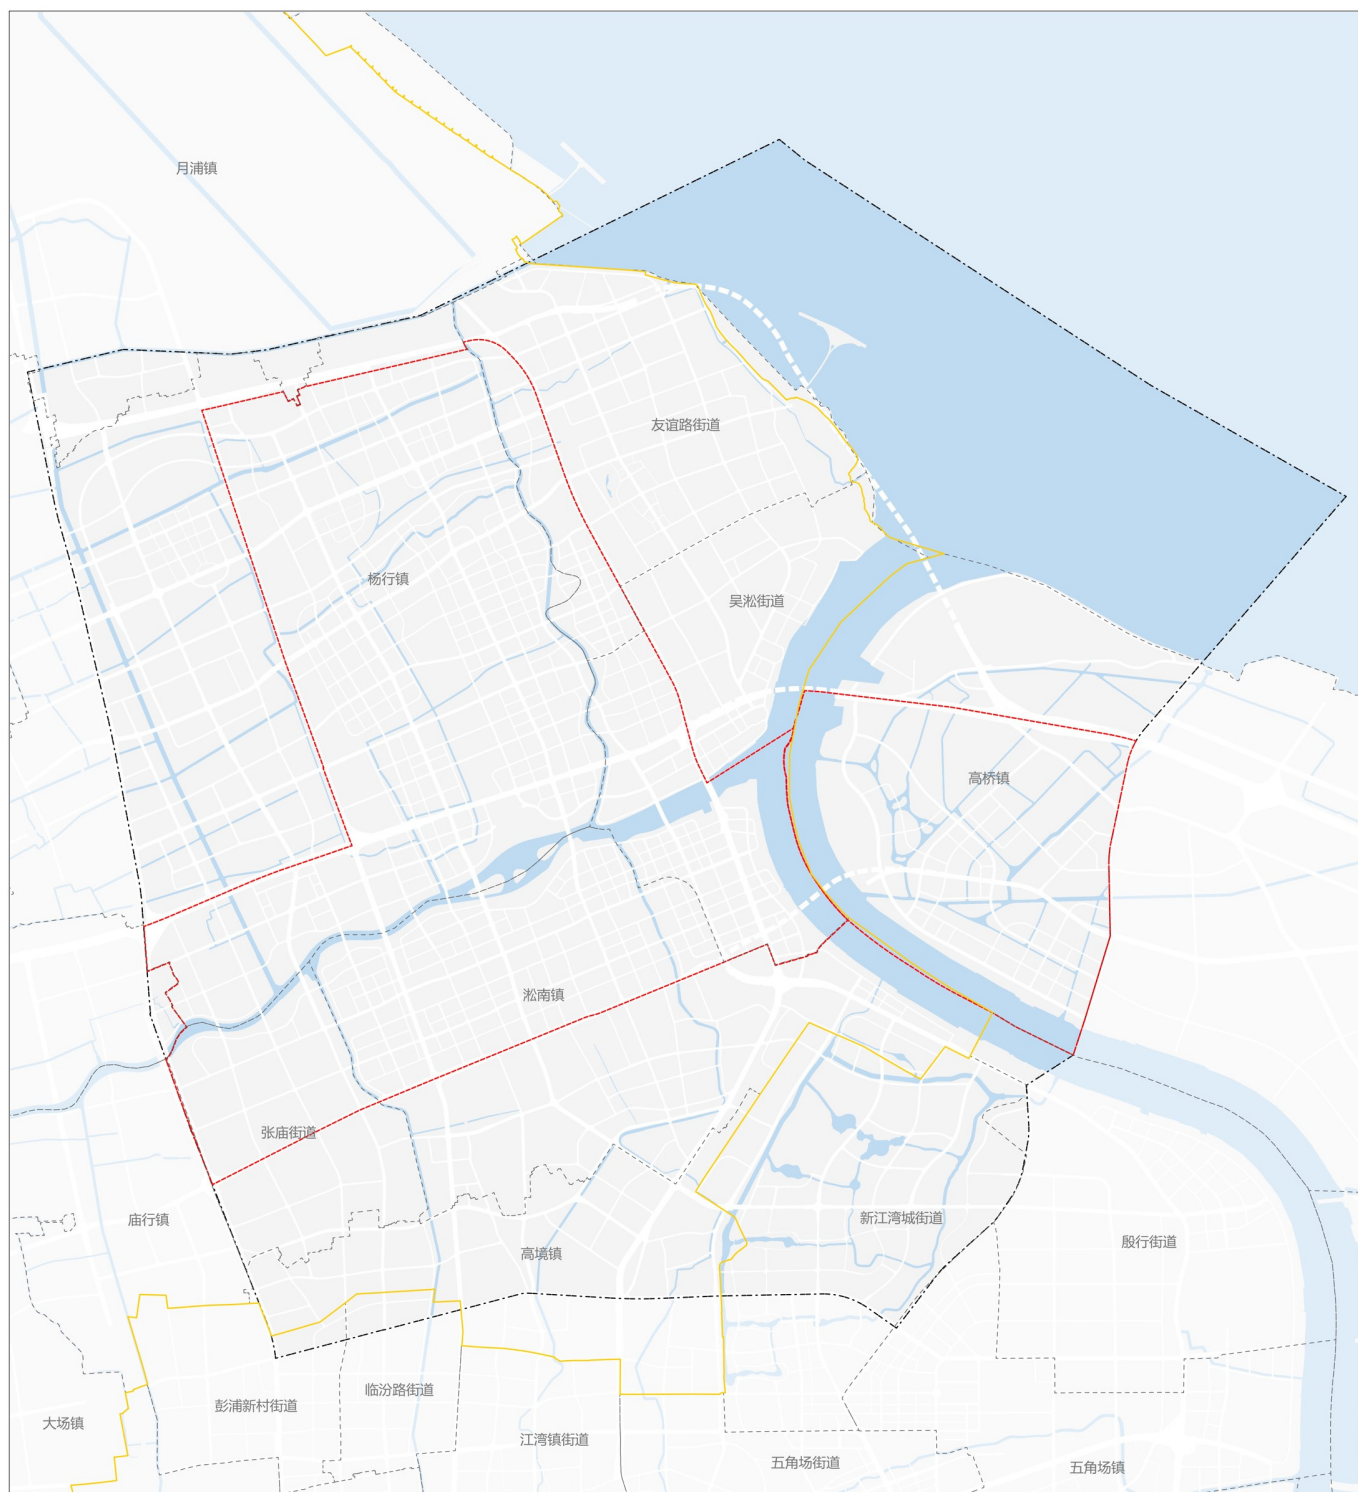 月浦镇
友谊路街道
杨行镇
吴淞街道
高桥镇
淞南镇
张庙街道
庙行镇
新江湾城街道
殷行街道
高境镇
临汾路街道
彭浦新村街道
大场镇
江湾镇街道
五角场街道
五角场镇